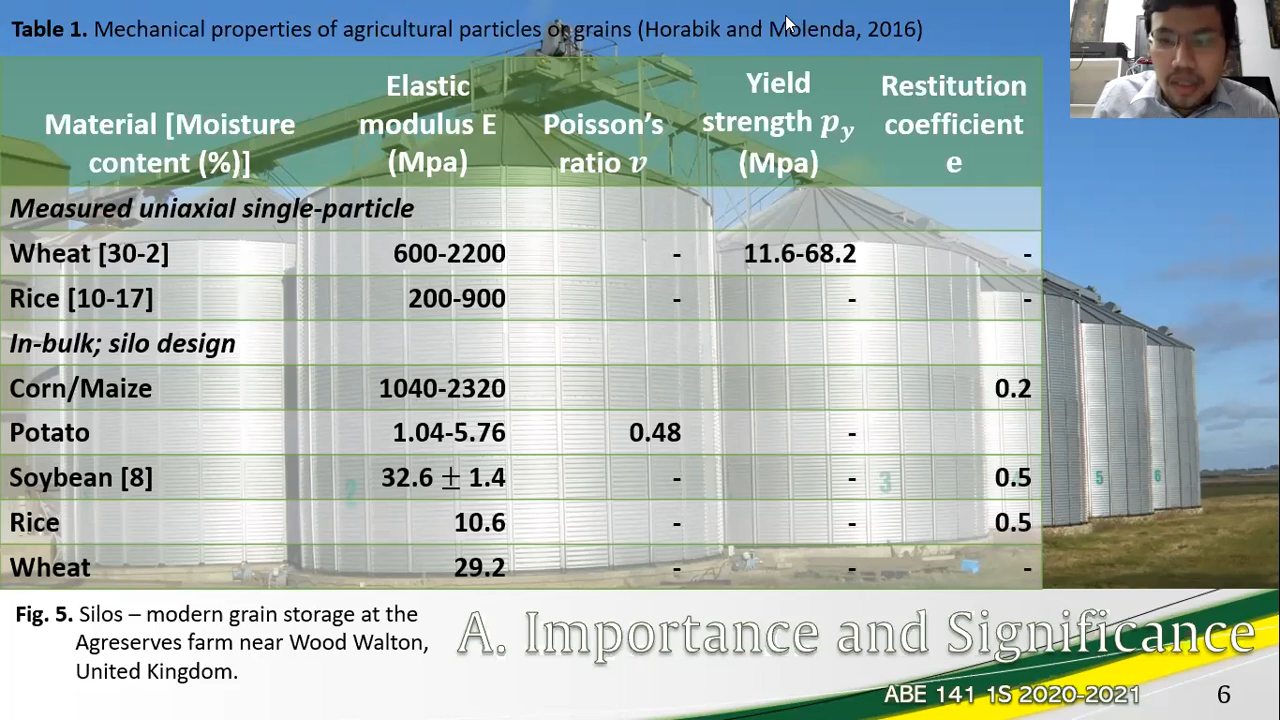 Table 1. Mechanical properties of agricultural particles or grains (Horabik and Molenda, 2016)
Material [Moisture content (%)] Elastic modulus E (Mpa) Poisson's ratio v Yield strength p_y (Mpa) Restitution coefficient e
Measured uniaxial single-particle
Wheat [30-2] 600-2200 - 11.6-68.2 -
Rice [10-17] 200-900 - - -
In-bulk; silo design
Corn/Maize 1040-2320 0.2
Potato 1.04-5.76 0.48 -
Soybean [8] 32.6 ± 1.4 - - 0.5
Rice 10.6 - - 0.5
Wheat 29.2 - - -
2
3
5
6
Fig. 5. Silos – modern grain storage at the
Agreserves farm near Wood Walton,
United Kingdom.
A. Importance and Significance
ABE 141 1S 2020-2021
6